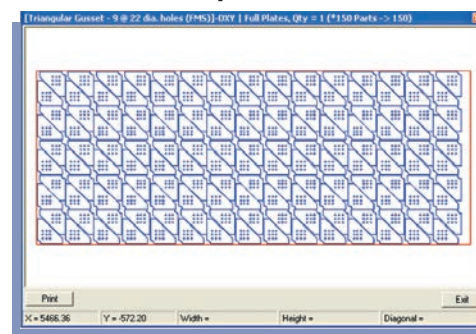 [Triangular Gusset - 9 @ 22 dia. holes (FMS)]-OXY | Full Plates, Qty = 1 (*150 Parts -> 150)
Print
Exit
X = 5466.36
Y = -572.20
Width =
Height =
Diagonal =